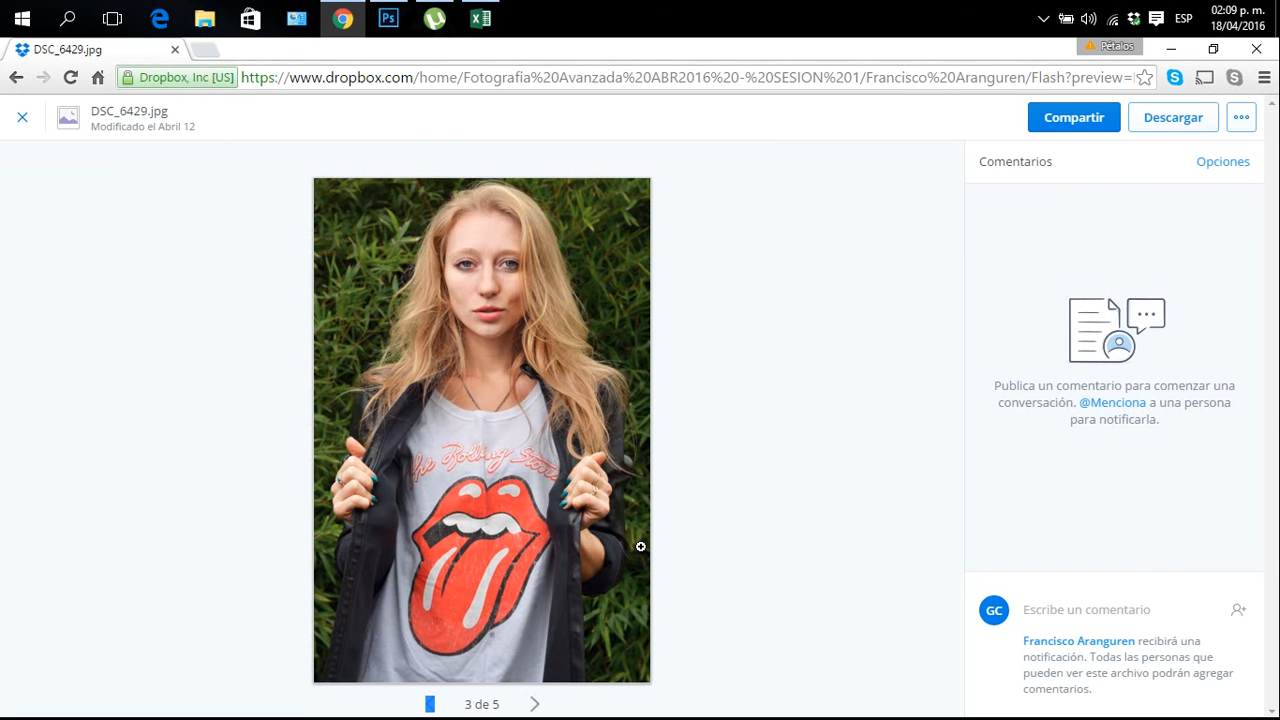 02:09 p. m.
ESP
18/04/2016
DSC_6429.jpg
Pétalos
Dropbox, Inc [US]
https://www.dropbox.com/home/Fotografia%20Avanzada%20ABR2016%20-%20SESION%201/Francisco%20Aranguren/Flash?preview=
DSC_6429.jpg
Modificado el Abril 12
Compartir
Descargar
Comentarios
Opciones
Publica un comentario para comenzar una
conversación. @Menciona a una persona
para notificarla.
The Rolling Stones
GC
Escribe un comentario
Francisco Aranguren recibirá una
notificación. Todas las personas que
pueden ver este archivo podrán agregar
comentarios.
3 de 5